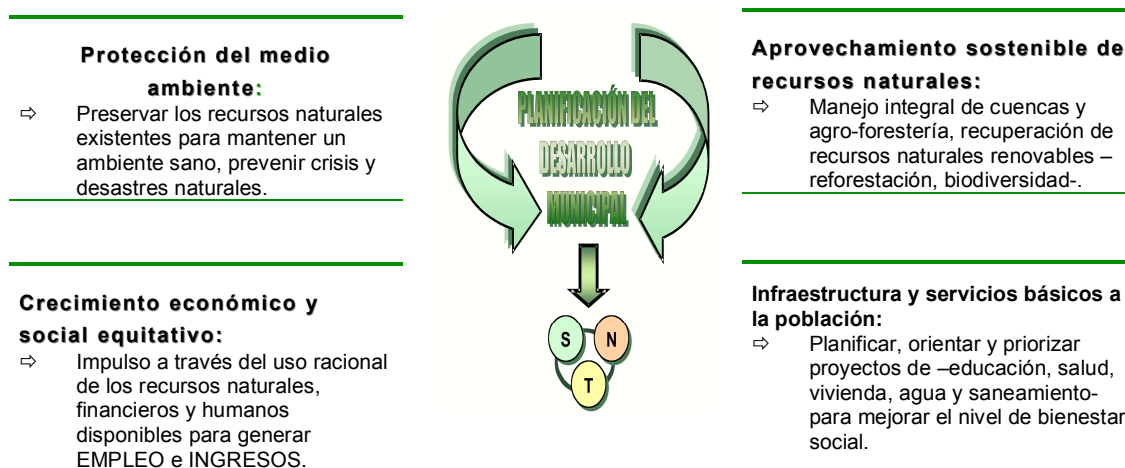 Protección del medio
ambiente:
⇨ Preservar los recursos naturales
existentes para mantener un
ambiente sano, prevenir crisis y
desastres naturales.
Crecimiento económico y
social equitativo:
⇨ Impulso a través del uso racional
de los recursos naturales,
financieros y humanos
disponibles para generar
EMPLEO e INGRESOS.
PLANIFICACIÓN DEL
DESARROLLO
MUNICIPAL
S N
T
Aprovechamiento sostenible de
recursos naturales:
⇨ Manejo integral de cuencas y
agro-forestería, recuperación de
recursos naturales renovables –
reforestación, biodiversidad-.
Infraestructura y servicios básicos a
la población:
⇨ Planificar, orientar y priorizar
proyectos de –educación, salud,
vivienda, agua y saneamiento-
para mejorar el nivel de bienestar
social.